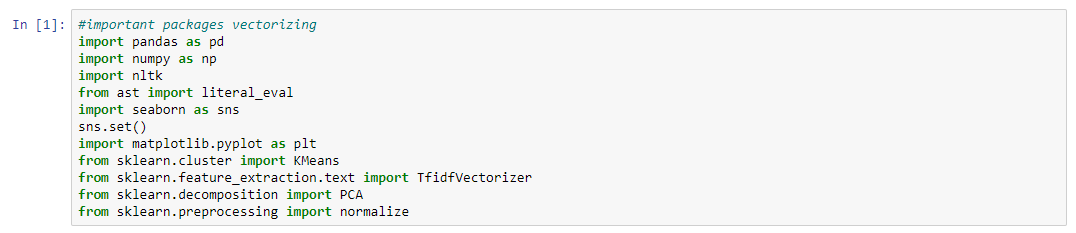 In [1]: #important packages vectorizing
import pandas as pd
import numpy as np
import nltk
from ast import literal_eval
import seaborn as sns
sns.set()
import matplotlib.pyplot as plt
from sklearn.cluster import KMeans
from sklearn.feature_extraction.text import TfidfVectorizer
from sklearn.decomposition import PCA
from sklearn.preprocessing import normalize